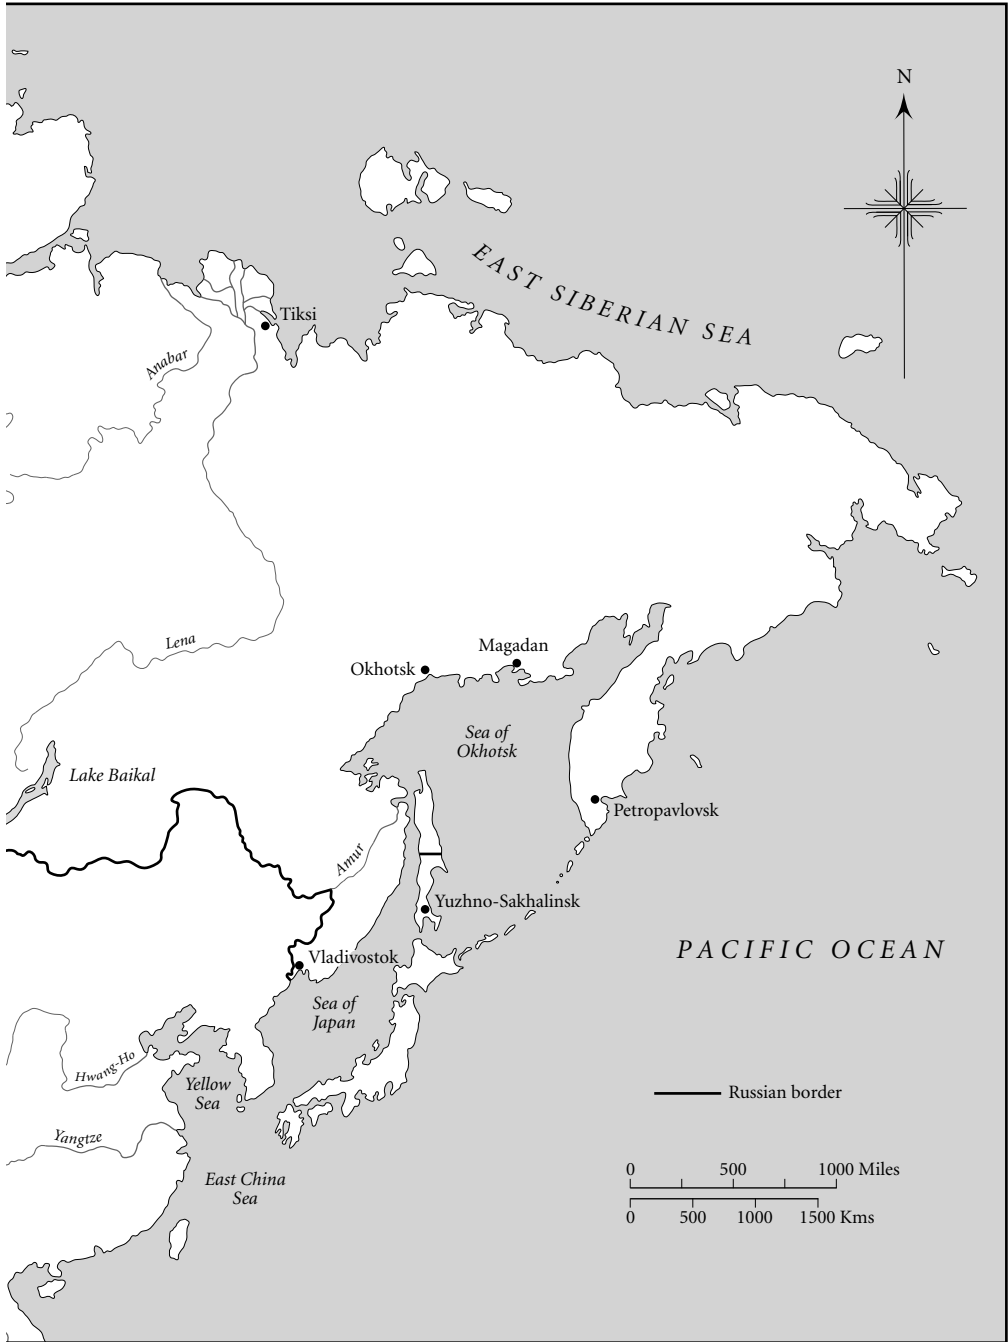 N
EAST SIBERIAN SEA
Tiksi
Anabar
Lena
Magadan
Okhotsk
Sea of
Okhotsk
Lake Baikal
Petropavlovsk
Amur
Yuzhno-Sakhalinsk
PACIFIC OCEAN
Vladivostok
Sea of
Japan
Hwang-Ho
Yellow
Sea
Russian border
Yangtze
East China
Sea
0 500 1000 Miles
0 500 1000 1500 Kms